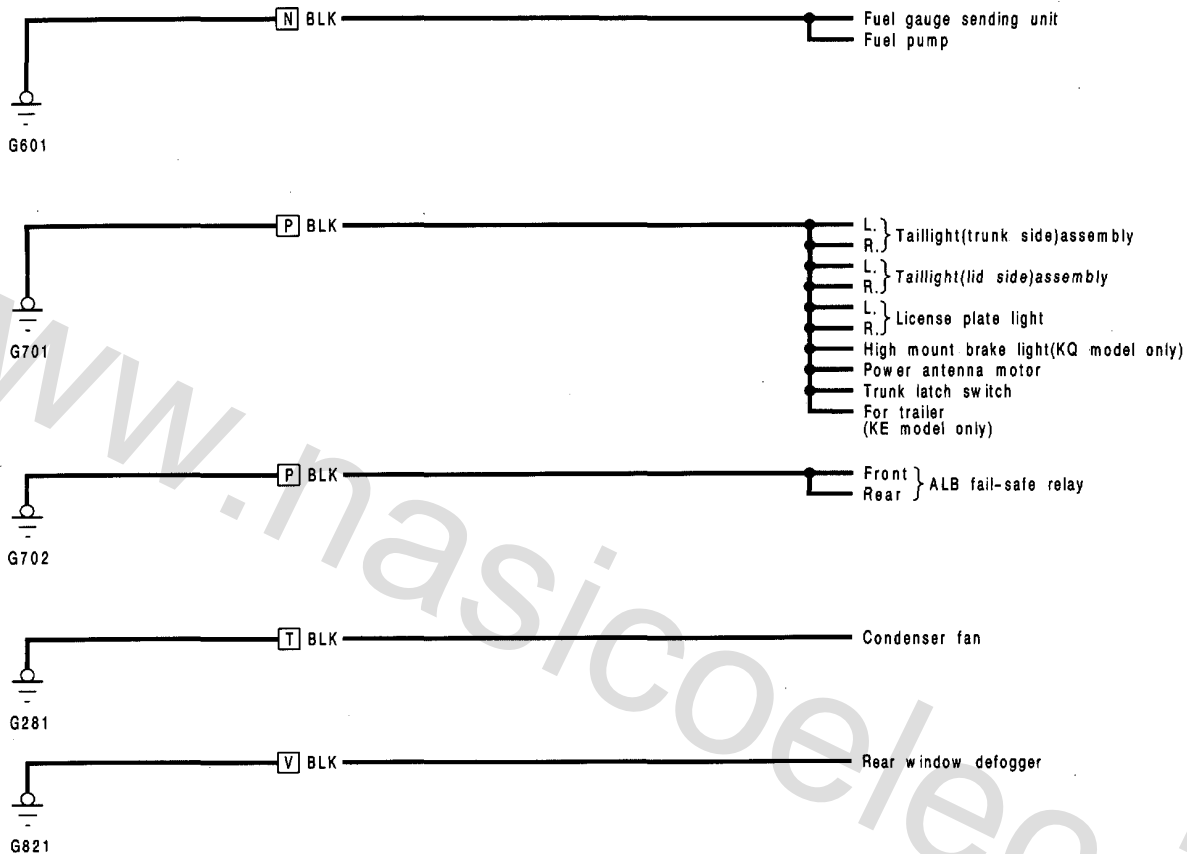 N BLK
Fuel gauge sending unit
Fuel pump
G601
P BLK
L.
R.
Taillight(trunk side)assembly
L.
R.
Taillight(lid side)assembly
L.
R.
License plate light
High mount brake light(KQ model only)
Power antenna motor
Trunk latch switch
For trailer
(KE model only)
G701
P BLK
Front
Rear
ALB fail-safe relay
G702
T BLK
Condenser fan
G281
V BLK
Rear window defogger
G821
www.nasicoelec